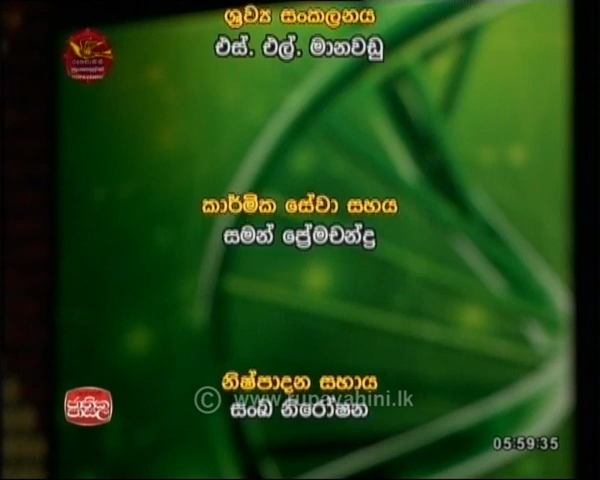 ශ්‍රව්‍ය සංකලනය
එස්. එල්. මානවඩු
කාර්මික සේවා සහය
සමන් ප්‍රේමචන්ද්‍ර
නිෂ්පාදන සහාය
© www.rupavahini.lk
සංඛ නිරෝෂන
05:59:35